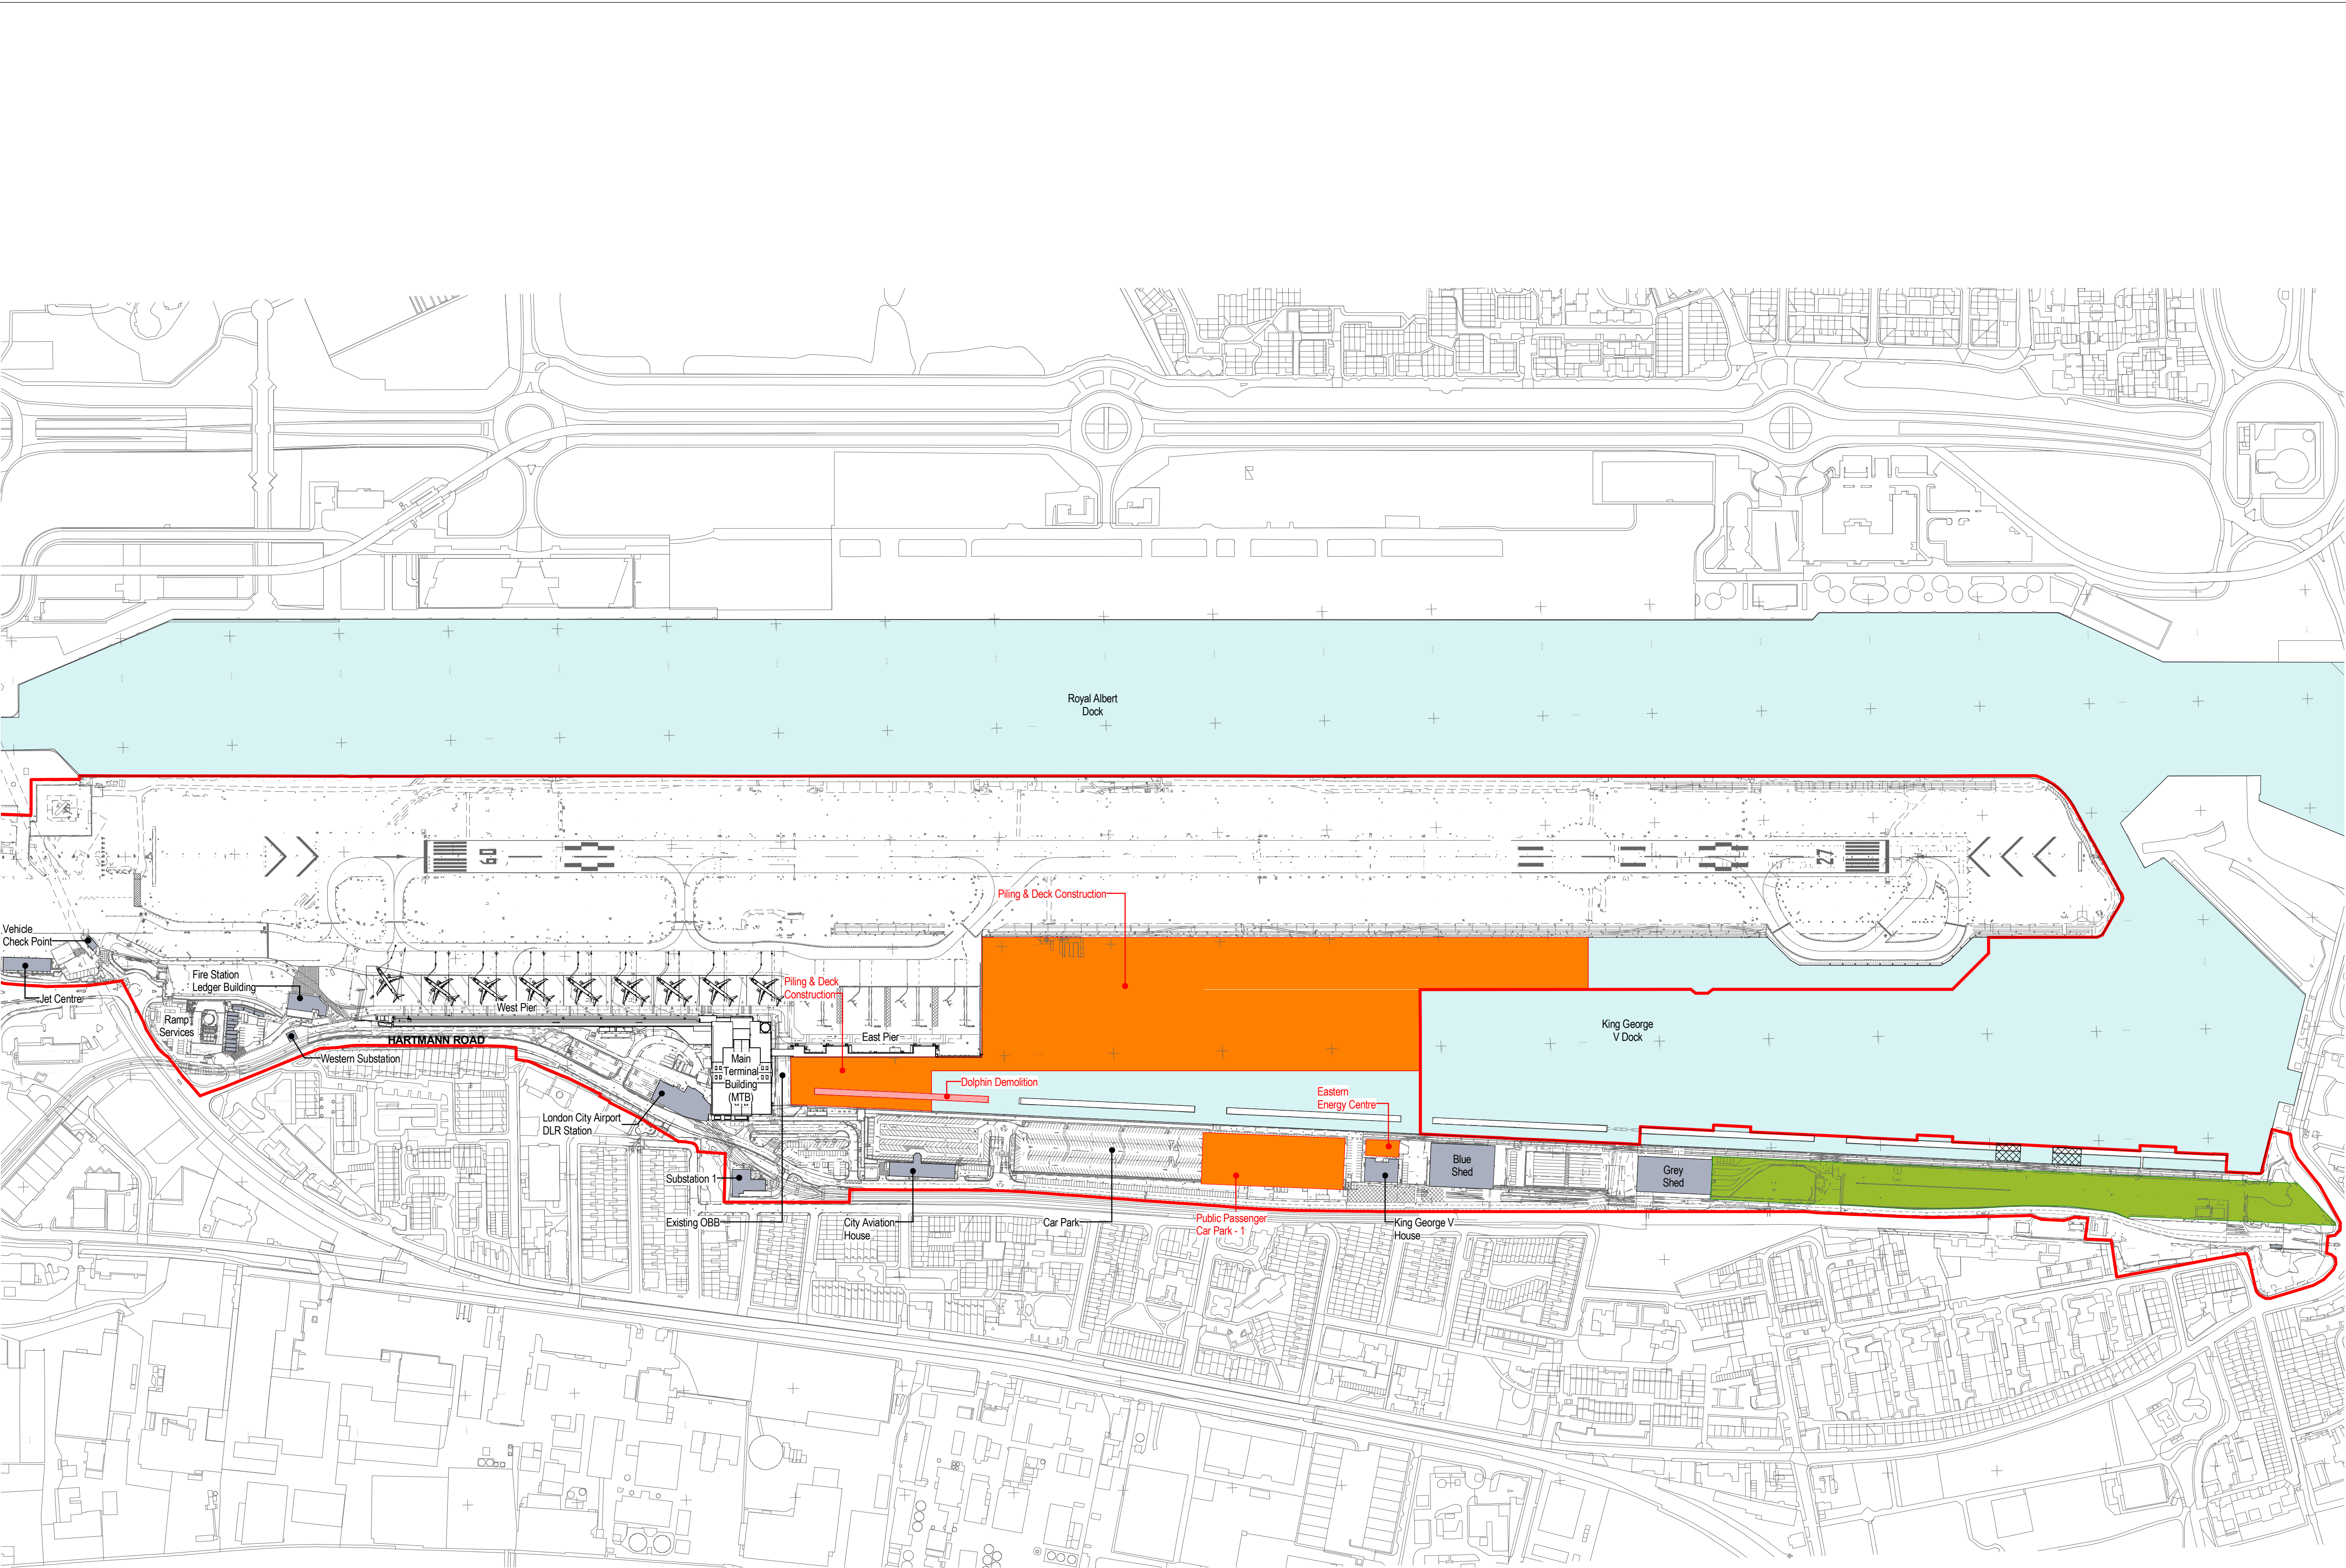 Royal Albert
Dock
09
27
Piling & Deck Construction
Vehicle
Check Point
Jet Centre
Fire Station
Ledger Building
Ramp
Services
Western Substation
HARTMANN ROAD
West Pier
Piling & Deck
Construction
East Pier
Main
Terminal
Building
(MTB)
King George
V Dock
Dolphin Demolition
Eastern
Energy Centre
London City Airport
DLR Station
Substation 1
Blue
Shed
Grey
Shed
Existing OBB
City Aviation
House
Car Park
Public Passenger
Car Park - 1
King George V
House